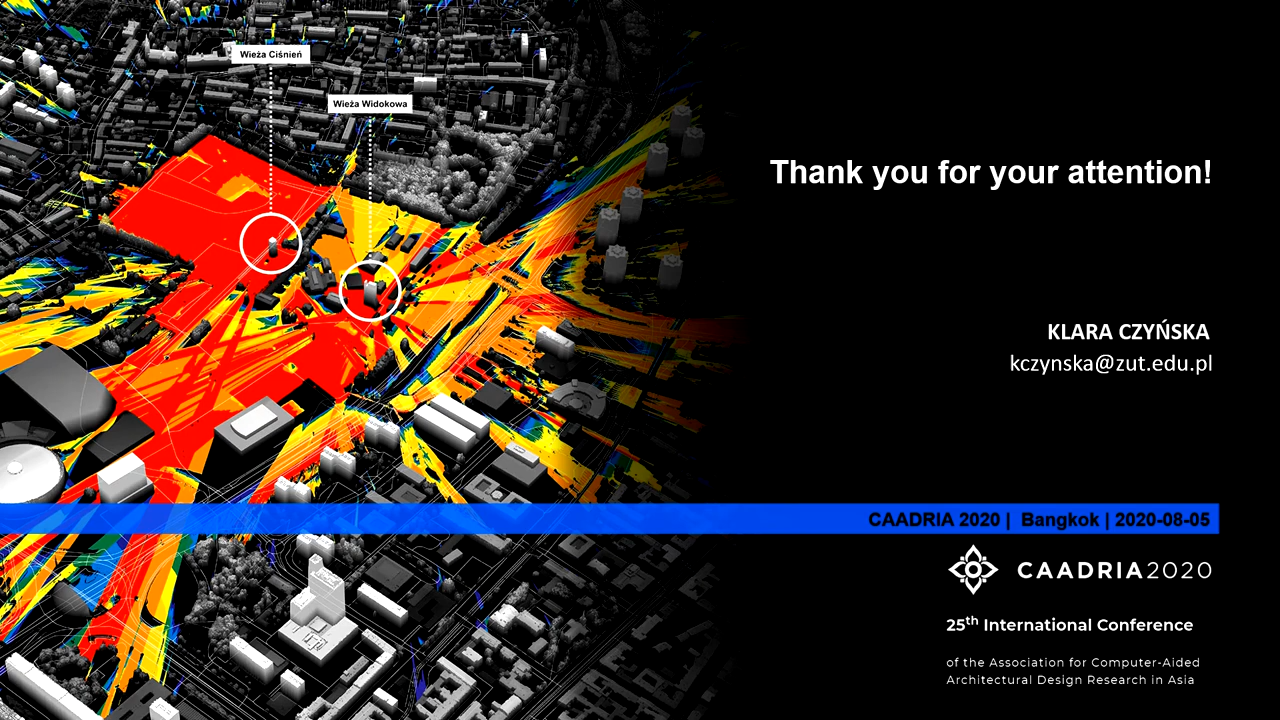 Wieża Ciśnień
Wieża Widokowa
Thank you for your attention!
KLARA CZYŃSKA
kczynska@zut.edu.pl
CAADRIA 2020 | Bangkok | 2020-08-05
CAADRIA2020
25th International Conference
of the Association for Computer-Aided
Architectural Design Research in Asia